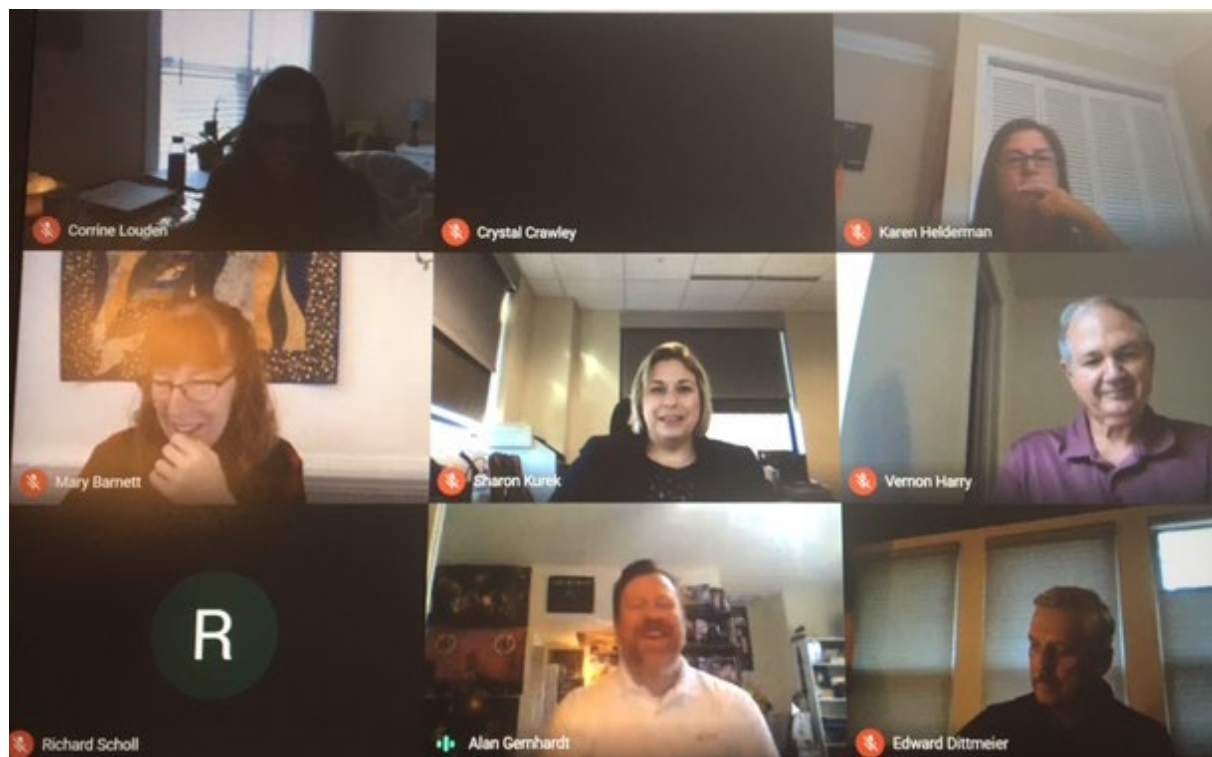 Corrine Louden
Crystal Crawley
Karen Helderman
Mary Barnett
Sharon Kurek
Vernon Harry
R
Richard Scholl
Alan Gernhardt
Edward Dittmeier